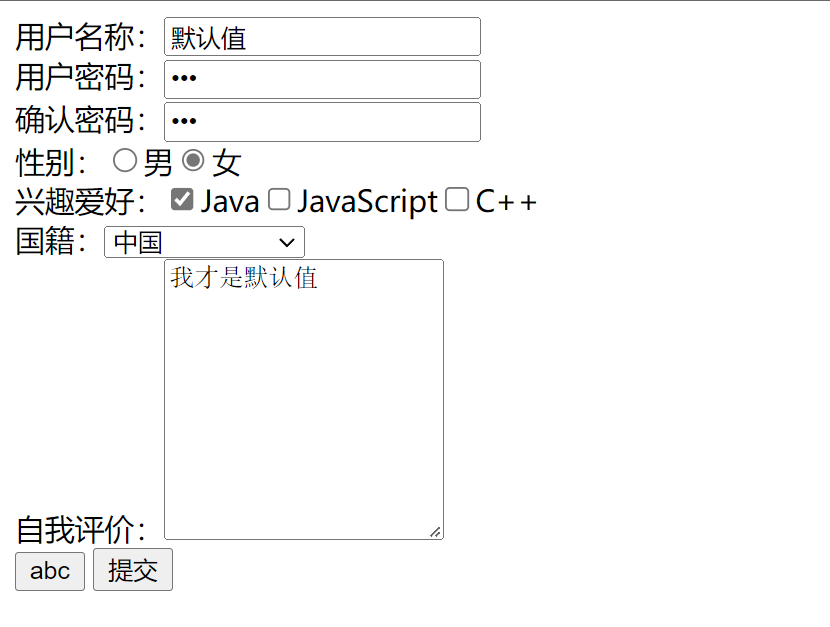 用户名称：默认值
用户密码：•••
确认密码：•••
性别：男 女
兴趣爱好：Java JavaScript C++
国籍：中国
我才是默认值
自我评价：
abc 提交